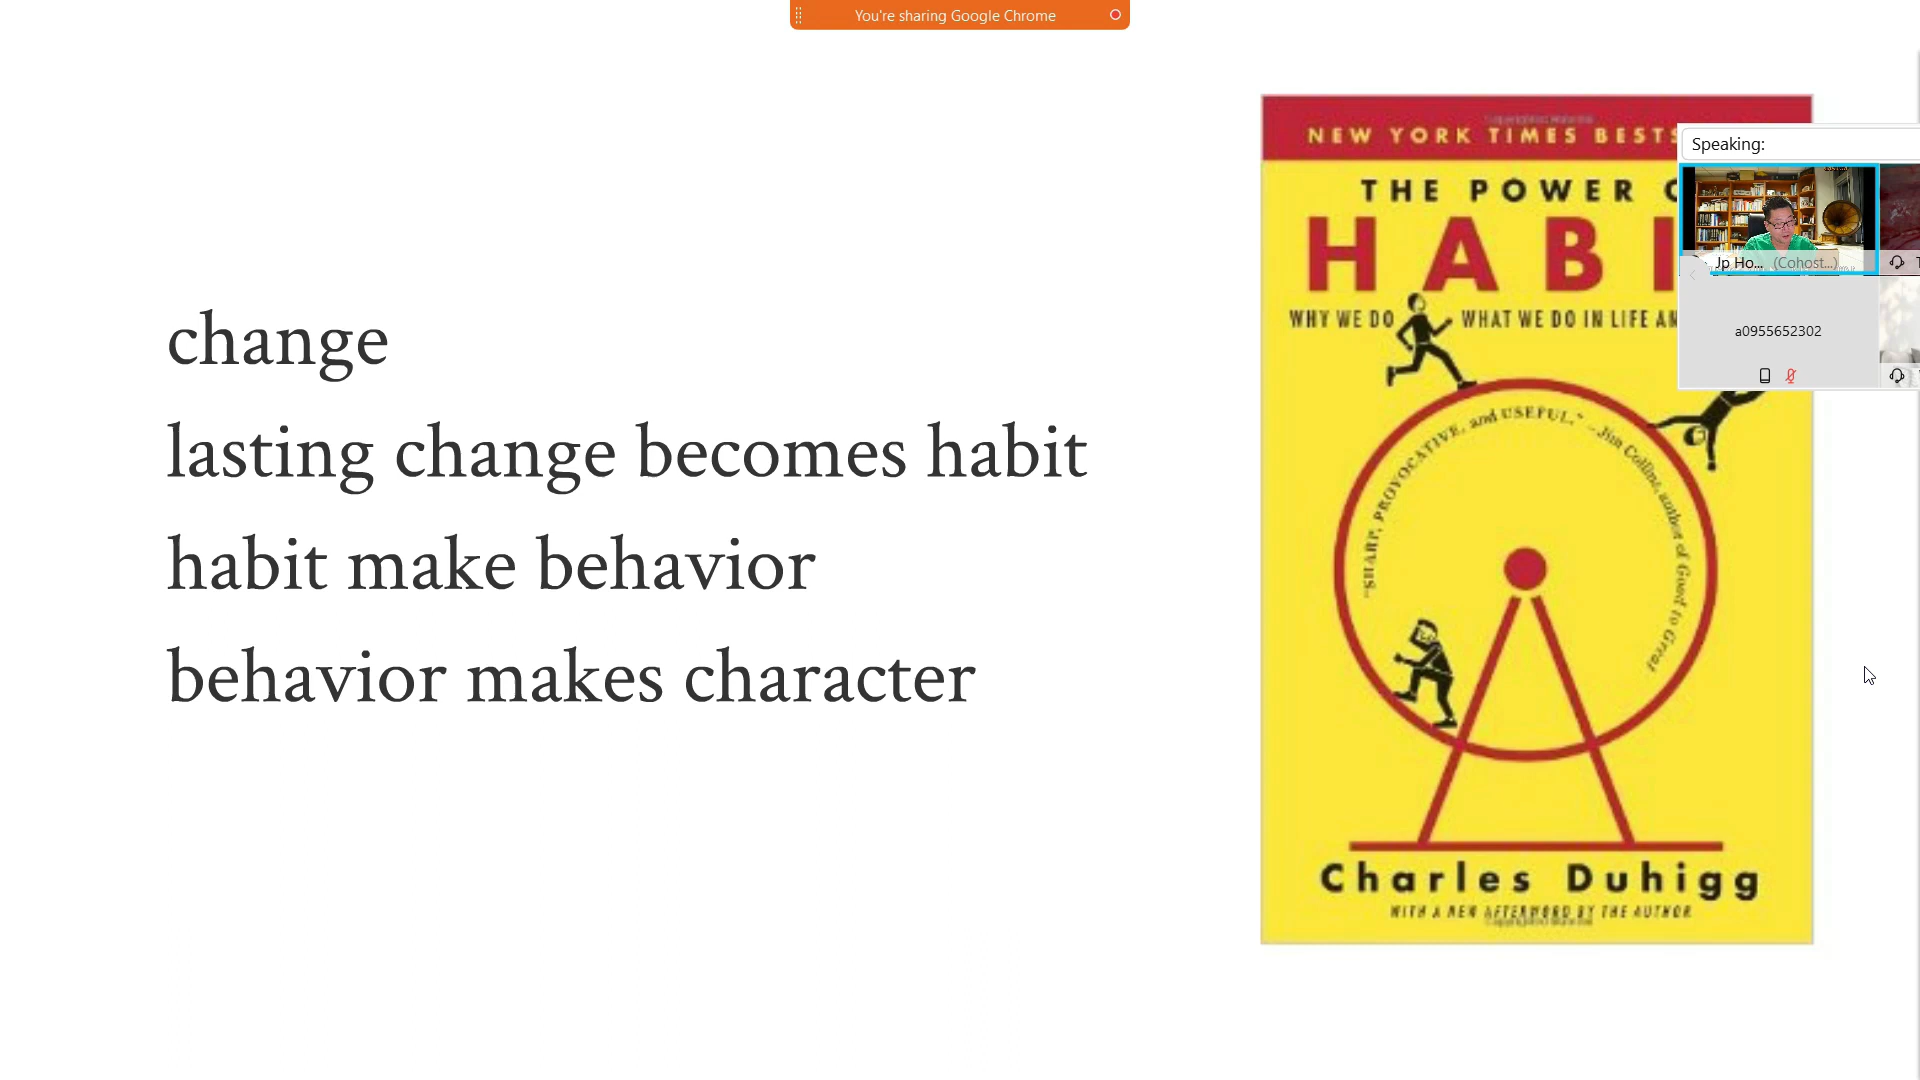 You're sharing Google Chrome
change
lasting change becomes habit
habit make behavior
behavior makes character
NEW YORK TIMES BESTS
THE POWER
HABI
WHY WE DO WHAT WE DO IN LIFE AN
"SHARP, PROVOCATIVE, and USEFUL." –Jim Collins, author of Good to Great
Charles Duhigg
WITH A NEW AFTERWORD BY THE AUTHOR
Speaking:
Jp Ho... (Cohost...)
a0955652302